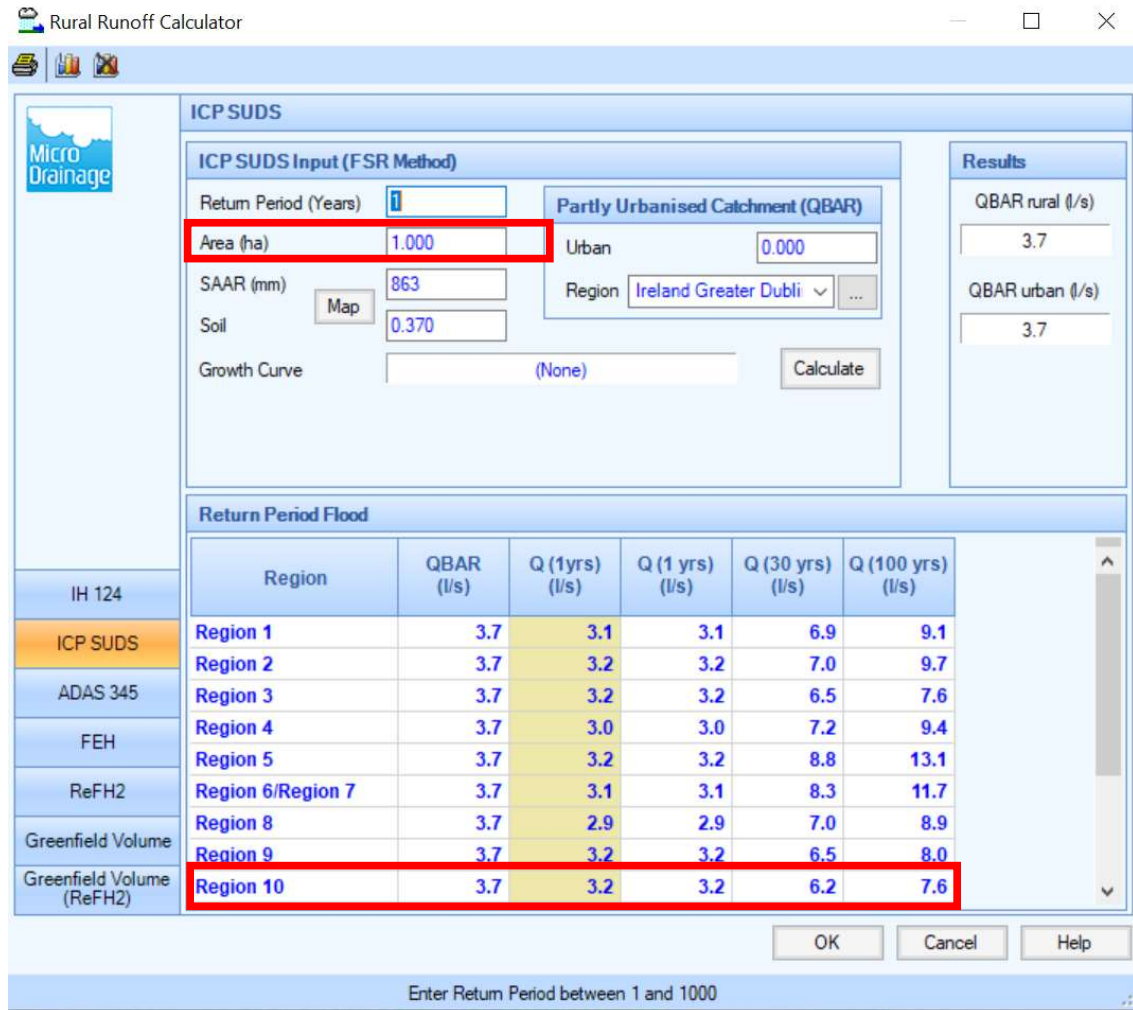 Rural Runoff Calculator
Micro
Drainage
IH 124
ICP SUDS
ADAS 345
FEH
ReFH2
Greenfield Volume
Greenfield Volume
(ReFH2)
ICP SUDS
ICP SUDS Input (FSR Method)
Return Period (Years) 1
Area (ha) 1.000
SAAR (mm) 863
Map
Soil 0.370
Growth Curve (None)
Calculate
Partly Urbanised Catchment (QBAR)
Urban 0.000
Region Ireland Greater Dubli ...
Results
QBAR rural (l/s)
3.7
QBAR urban (l/s)
3.7
Return Period Flood
Region QBAR (l/s) Q (1yrs) (l/s) Q (1 yrs) (l/s) Q (30 yrs) (l/s) Q (100 yrs) (l/s)
Region 1 3.7 3.1 3.1 6.9 9.1
Region 2 3.7 3.2 3.2 7.0 9.7
Region 3 3.7 3.2 3.2 6.5 7.6
Region 4 3.7 3.0 3.0 7.2 9.4
Region 5 3.7 3.2 3.2 8.8 13.1
Region 6/Region 7 3.7 3.1 3.1 8.3 11.7
Region 8 3.7 2.9 2.9 7.0 8.9
Region 9 3.7 3.2 3.2 6.5 8.0
Region 10 3.7 3.2 3.2 6.2 7.6
OK Cancel Help
Enter Return Period between 1 and 1000